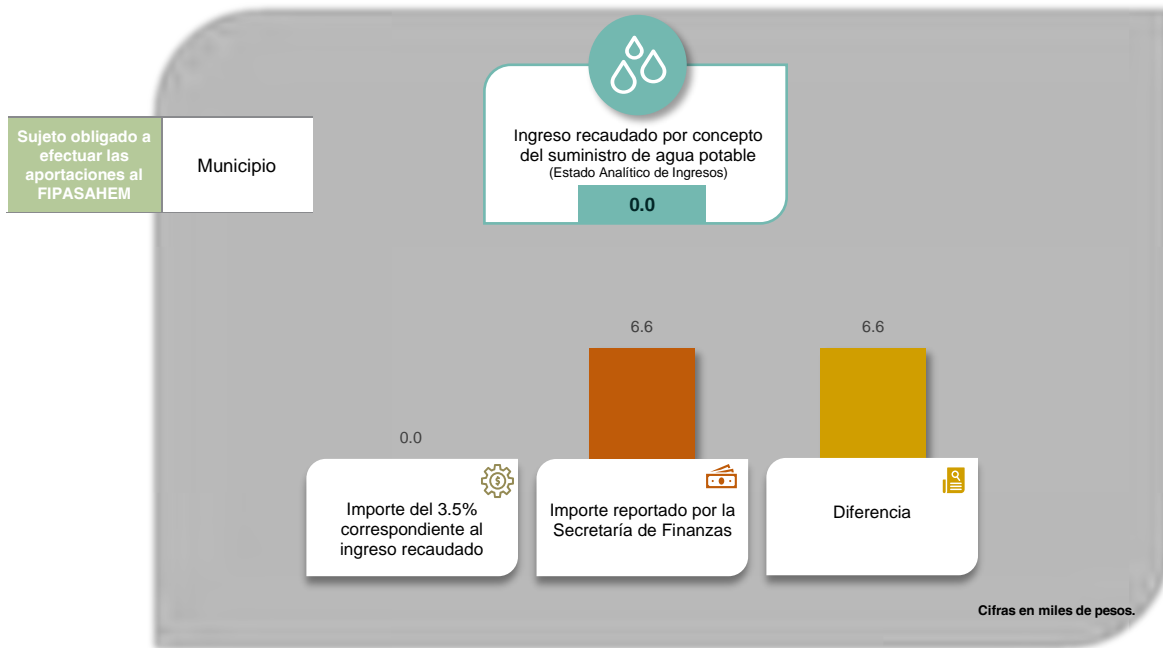 Sujeto obligado a
efectuar las
aportaciones al
FIPASAHEM
Municipio
Ingreso recaudado por concepto
del suministro de agua potable
(Estado Analítico de Ingresos)
0.0
0.0
6.6
6.6
Importe del 3.5%
correspondiente al
ingreso recaudado
Importe reportado por la
Secretaría de Finanzas
Diferencia
Cifras en miles de pesos.